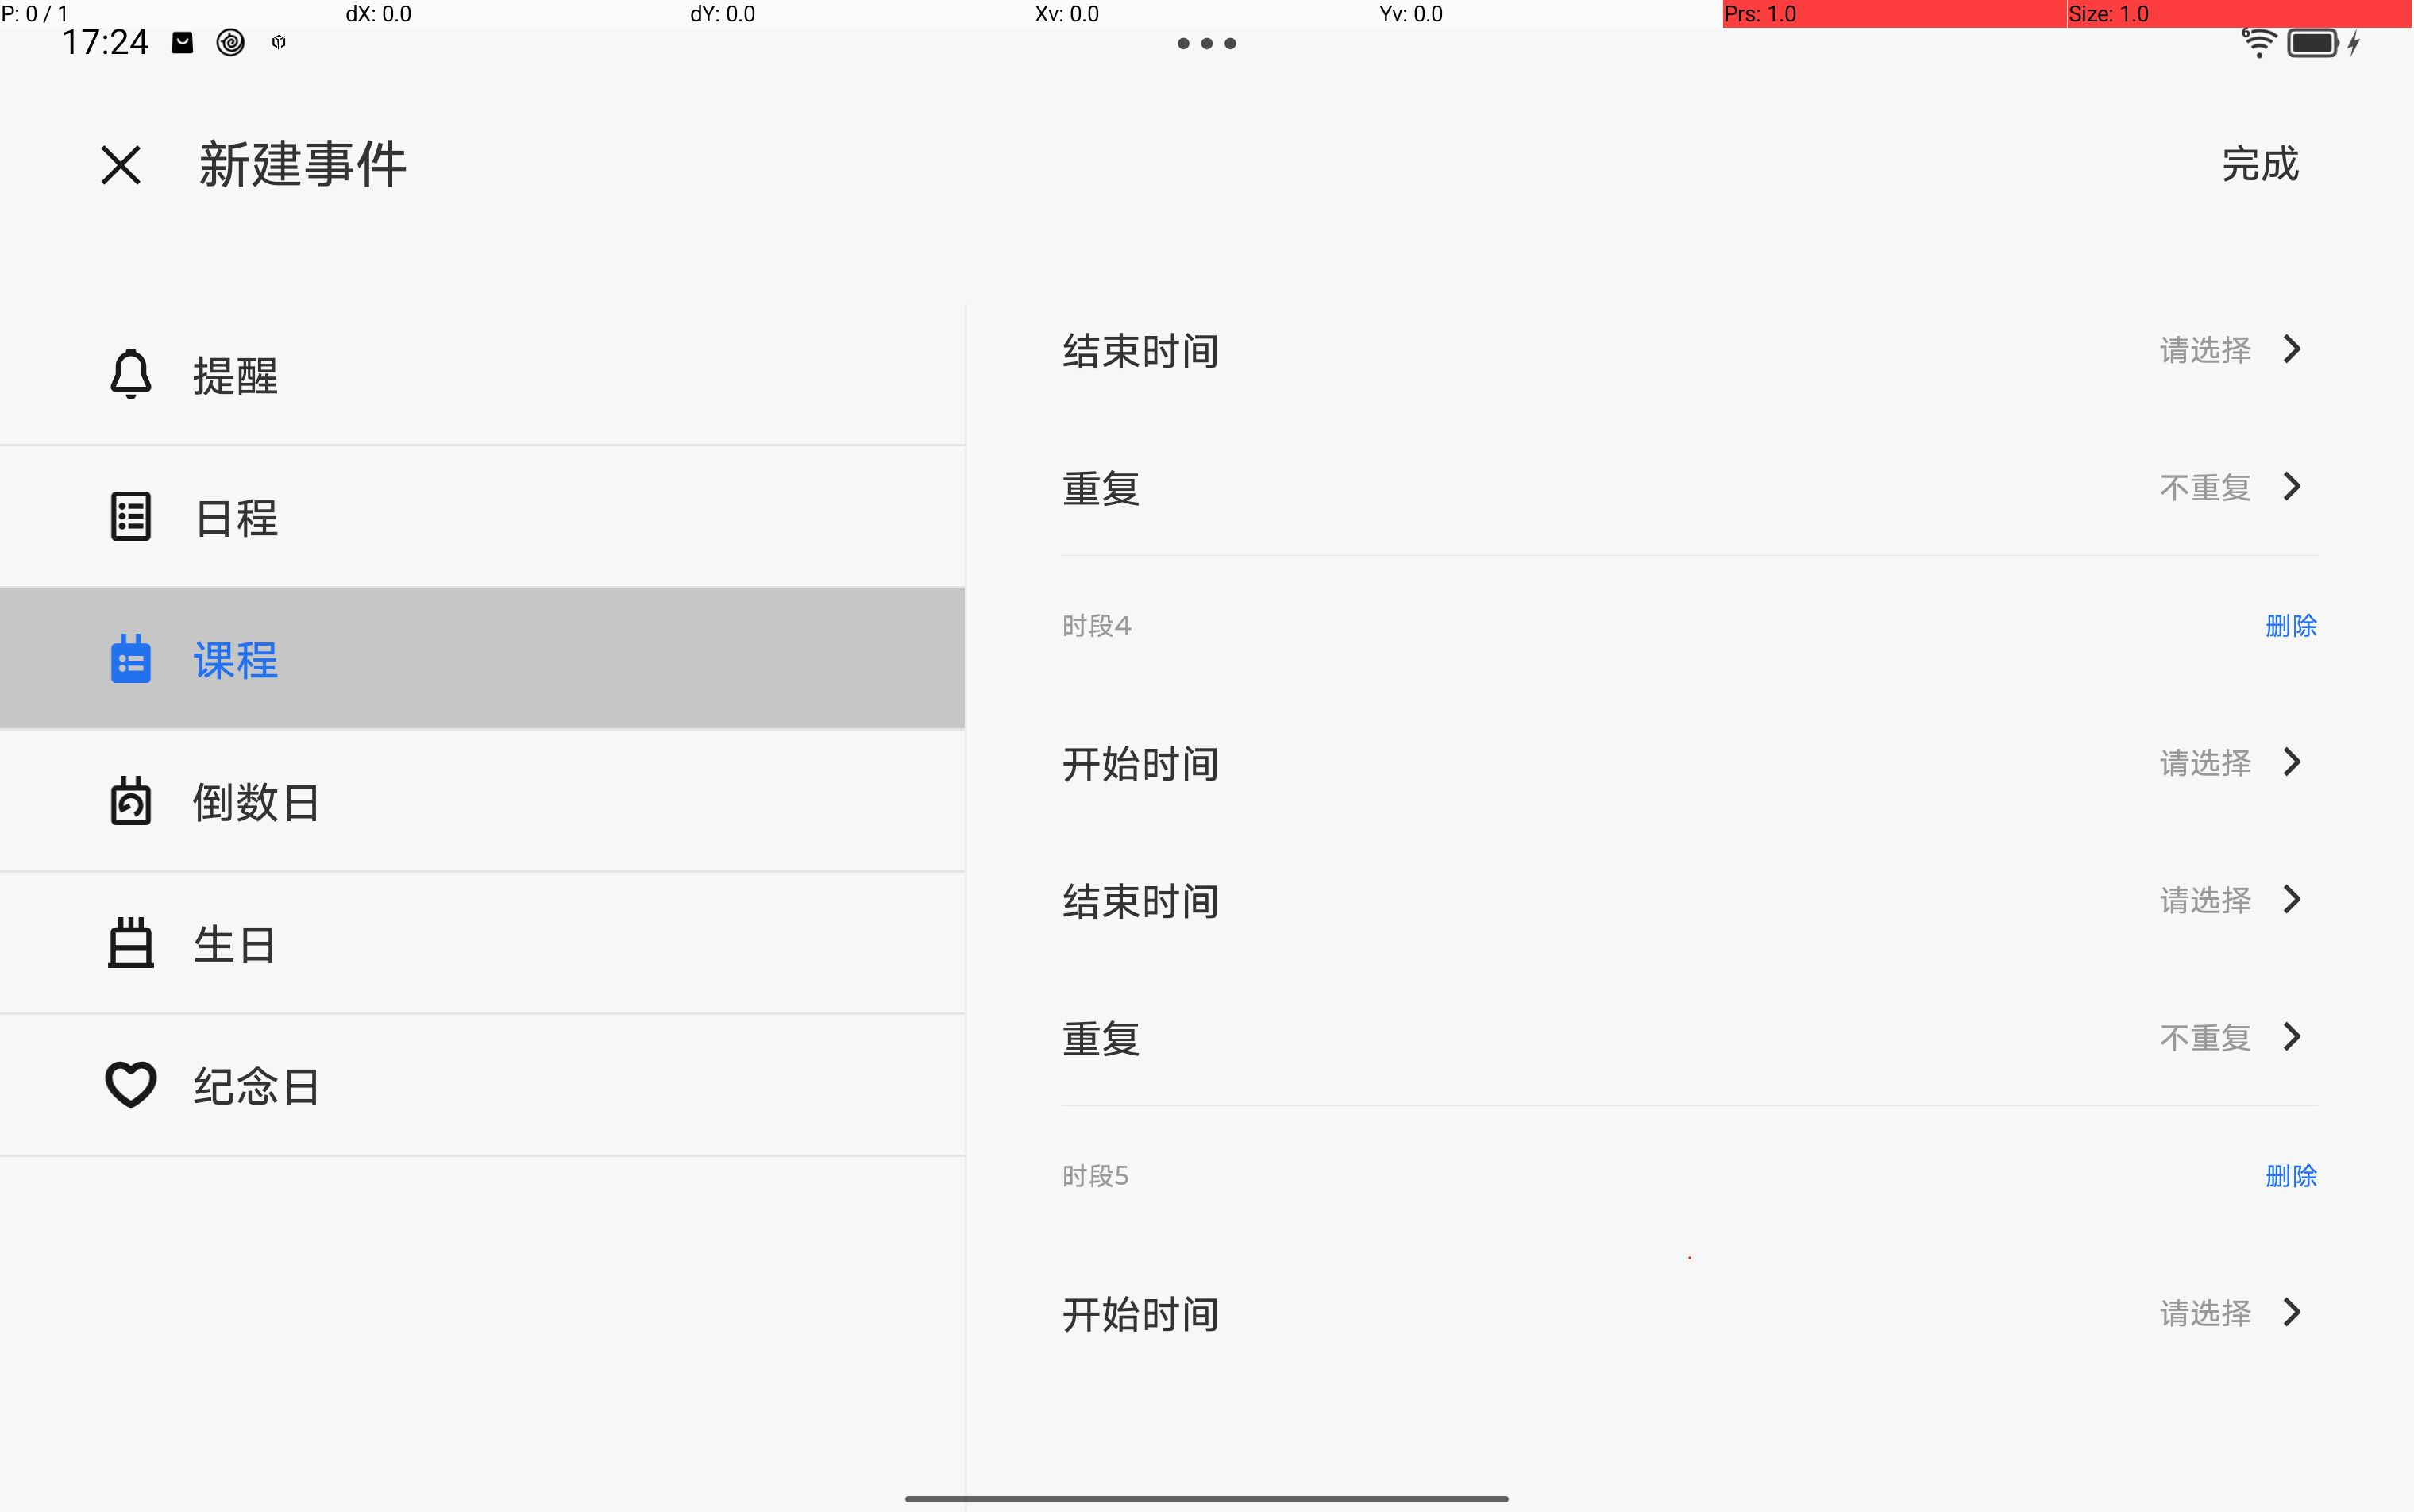 P: 0 / 1 dX: 0.0 dY: 0.0 Xv: 0.0 Yv: 0.0 Prs: 1.0 Size: 1.0
17:24
6
新建事件
完成
提醒
日程
课程
倒数日
生日
纪念日
结束时间 请选择
重复 不重复
时段4 删除
开始时间 请选择
结束时间 请选择
重复 不重复
时段5 删除
开始时间 请选择